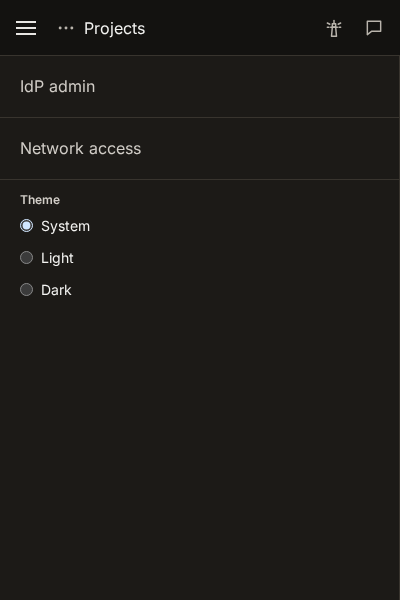 Projects
IdP admin
Network access
Theme
System
Light
Dark